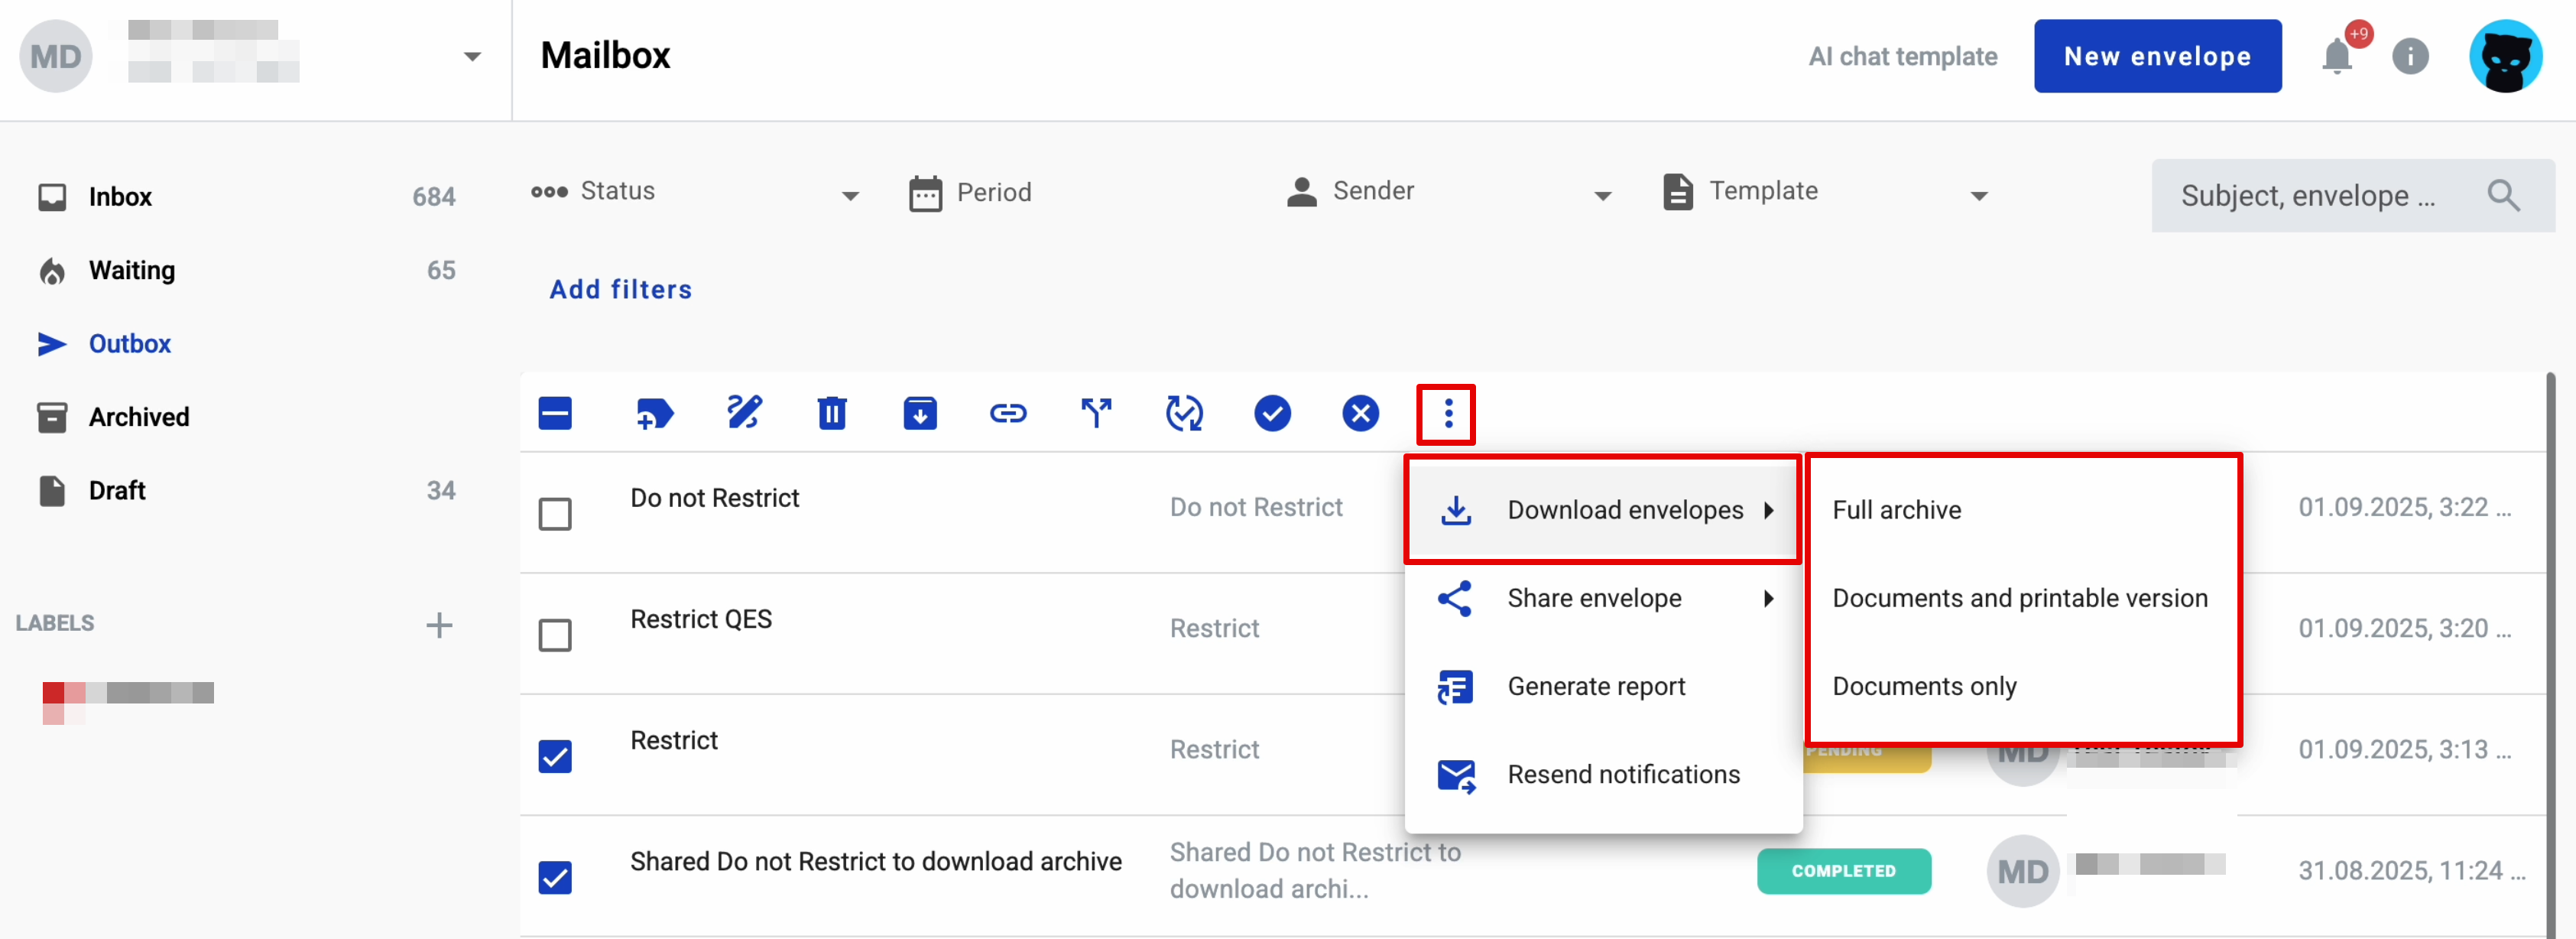 MD
Mailbox
AI chat template
New envelope
+9
Inbox 684
Waiting 65
Outbox
Archived
Draft 34
LABELS
Status
Period
Sender
Template
Subject, envelope ...
Add filters
Do not Restrict
Do not Restrict
01.09.2025, 3:22 ...
Restrict QES
Restrict
01.09.2025, 3:20 ...
Restrict
Restrict
PENDING
MD
01.09.2025, 3:13 ...
Shared Do not Restrict to download archive
Shared Do not Restrict to
download archi...
COMPLETED
MD
31.08.2025, 11:24 ...
Download envelopes
Share envelope
Generate report
Resend notifications
Full archive
Documents and printable version
Documents only